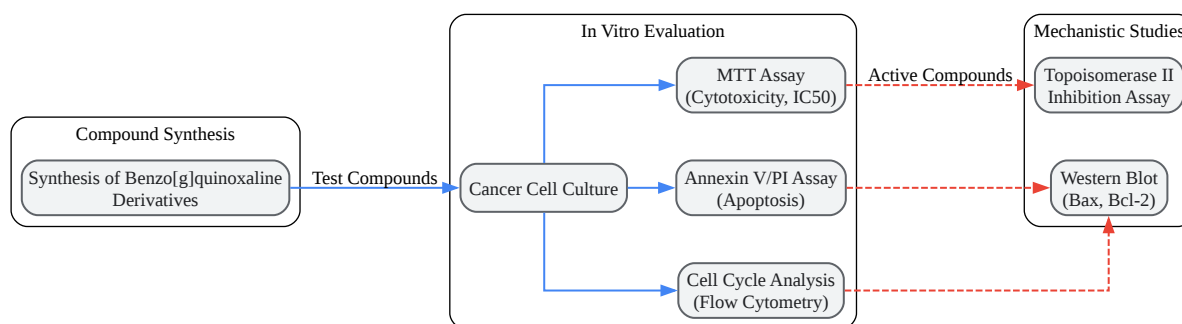 Compound Synthesis
Synthesis of Benzo[g]quinoxaline
Derivatives
Test Compounds
In Vitro Evaluation
Cancer Cell Culture
MTT Assay
(Cytotoxicity, IC50)
Annexin V/PI Assay
(Apoptosis)
Cell Cycle Analysis
(Flow Cytometry)
Active Compounds
Mechanistic Studies
Topoisomerase II
Inhibition Assay
Western Blot
(Bax, Bcl-2)